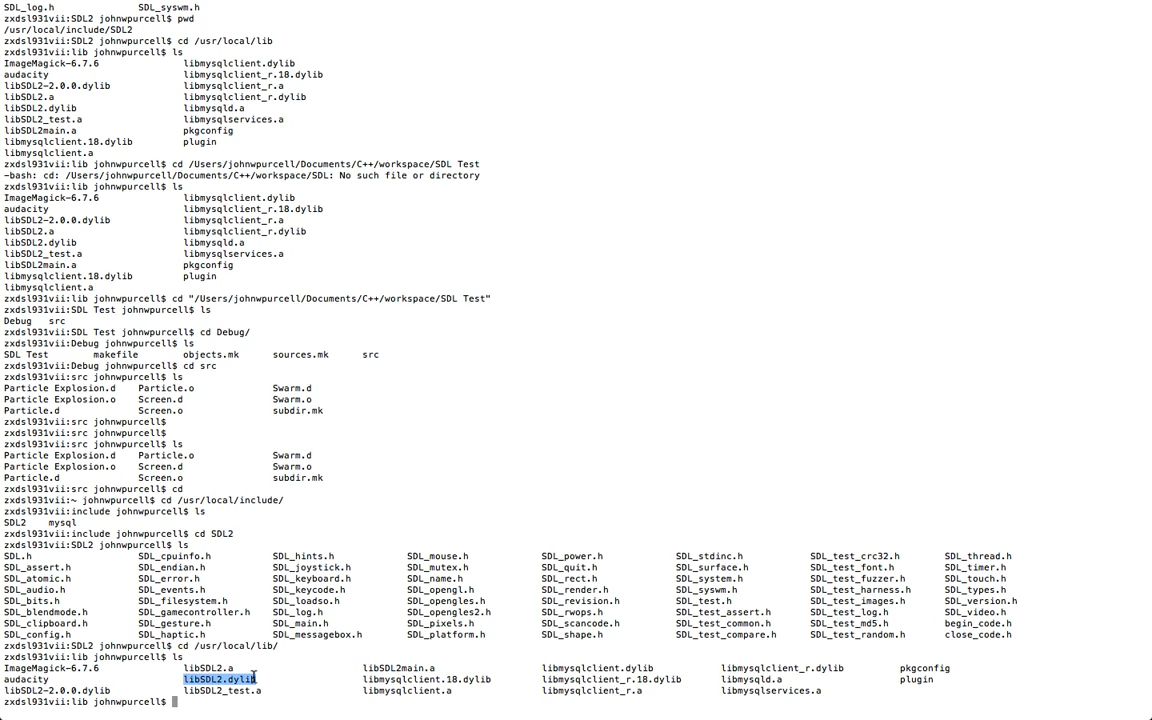 SDL_log.h SDL_syswm.h
zxdsl931vii:SDL2 johnwpurcell$ pwd
/usr/local/include/SDL2
zxdsl931vii:SDL2 johnwpurcell$ cd /usr/local/lib
zxdsl931vii:lib johnwpurcell$ ls
ImageMagick-6.7.6 libmysqlclient.dylib
audacity libmysqlclient_r.18.dylib
libSDL2-2.0.0.dylib libmysqlclient_r.a
libSDL2.a libmysqlclient_r.dylib
libSDL2.dylib libmysqld.a
libSDL2_test.a libmysqlservices.a
libSDL2main.a pkgconfig
libmysqlclient.18.dylib plugin
libmysqlclient.a
zxdsl931vii:lib johnwpurcell$ cd /Users/johnwpurcell/Documents/C++/workspace/SDL Test
-bash: cd: /Users/johnwpurcell/Documents/C++/workspace/SDL: No such file or directory
zxdsl931vii:lib johnwpurcell$ ls
ImageMagick-6.7.6 libmysqlclient.dylib
audacity libmysqlclient_r.18.dylib
libSDL2-2.0.0.dylib libmysqlclient_r.a
libSDL2.a libmysqlclient_r.dylib
libSDL2.dylib libmysqld.a
libSDL2_test.a libmysqlservices.a
libSDL2main.a pkgconfig
libmysqlclient.18.dylib plugin
libmysqlclient.a
zxdsl931vii:lib johnwpurcell$ cd "/Users/johnwpurcell/Documents/C++/workspace/SDL Test"
zxdsl931vii:SDL Test johnwpurcell$ ls
Debug src
zxdsl931vii:SDL Test johnwpurcell$ cd Debug/
zxdsl931vii:Debug johnwpurcell$ ls
SDL Test makefile objects.mk sources.mk src
zxdsl931vii:Debug johnwpurcell$ cd src
zxdsl931vii:src johnwpurcell$ ls
Particle Explosion.d Particle.o Swarm.d
Particle Explosion.o Screen.d Swarm.o
Particle.d Screen.o subdir.mk
zxdsl931vii:src johnwpurcell$
zxdsl931vii:src johnwpurcell$
zxdsl931vii:src johnwpurcell$ ls
Particle Explosion.d Particle.o Swarm.d
Particle Explosion.o Screen.d Swarm.o
Particle.d Screen.o subdir.mk
zxdsl931vii:src johnwpurcell$ cd
zxdsl931vii:~ johnwpurcell$ cd /usr/local/include/
zxdsl931vii:include johnwpurcell$ ls
SDL2 mysql
zxdsl931vii:include johnwpurcell$ cd SDL2
zxdsl931vii:SDL2 johnwpurcell$ ls
SDL.h SDL_cpuinfo.h SDL_hints.h SDL_mouse.h SDL_power.h SDL_stdinc.h SDL_test_crc32.h SDL_thread.h
SDL_assert.h SDL_endian.h SDL_joystick.h SDL_mutex.h SDL_quit.h SDL_surface.h SDL_test_font.h SDL_timer.h
SDL_atomic.h SDL_error.h SDL_keyboard.h SDL_name.h SDL_rect.h SDL_system.h SDL_test_fuzzer.h SDL_touch.h
SDL_audio.h SDL_events.h SDL_keycode.h SDL_opengl.h SDL_render.h SDL_syswm.h SDL_test_harness.h SDL_types.h
SDL_bits.h SDL_filesystem.h SDL_loadso.h SDL_opengles.h SDL_revision.h SDL_test.h SDL_test_images.h SDL_version.h
SDL_blendmode.h SDL_gamecontroller.h SDL_log.h SDL_opengles2.h SDL_rwops.h SDL_test_assert.h SDL_test_log.h SDL_video.h
SDL_clipboard.h SDL_gesture.h SDL_main.h SDL_pixels.h SDL_scancode.h SDL_test_common.h SDL_test_md5.h begin_code.h
SDL_config.h SDL_haptic.h SDL_messagebox.h SDL_platform.h SDL_shape.h SDL_test_compare.h SDL_test_random.h close_code.h
zxdsl931vii:SDL2 johnwpurcell$ cd /usr/local/lib/
zxdsl931vii:lib johnwpurcell$ ls
ImageMagick-6.7.6 libSDL2.a libSDL2main.a libmysqlclient.dylib libmysqlclient_r.dylib pkgconfig
audacity libSDL2.dylib libmysqlclient.18.dylib libmysqlclient_r.18.dylib libmysqld.a plugin
libSDL2-2.0.0.dylib libSDL2_test.a libmysqlclient.a libmysqlclient_r.a libmysqlservices.a
zxdsl931vii:lib johnwpurcell$